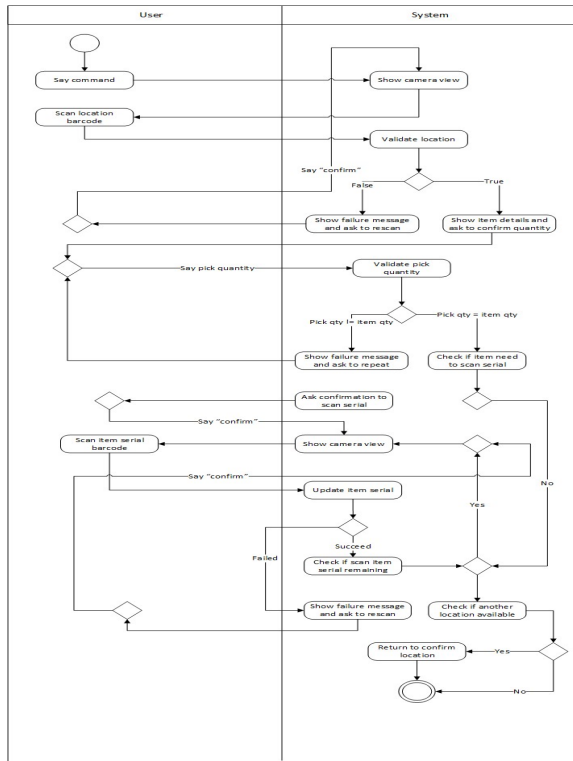 User
System
Say command
Show camera view
Scan location
barcode
Validate location
Say “confirm”
False
True
Show failure message
and ask to rescan
Show item details and
ask to confirm quantity
Say pick quantity
Validate pick
quantity
Pick qty != item qty
Pick qty = item qty
Show failure message
and ask to repeat
Check if item need
to scan serial
Ask confirmation to
scan serial
Say “confirm”
Scan item serial
barcode
Show camera view
Say “confirm”
No
Update item serial
Yes
Succeed
Failed
Check if scan item
serial remaining
Show failure message
and ask to rescan
Check if another
location available
Return to confirm
location
Yes
No